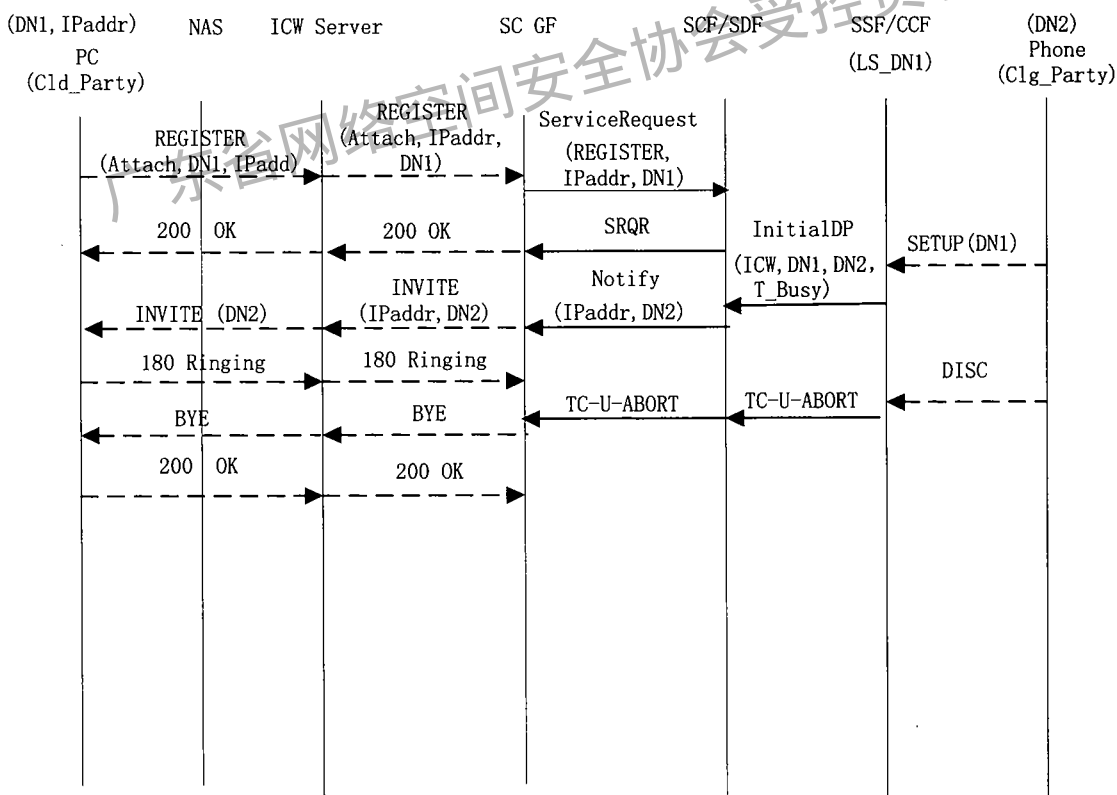 (DN1, IPaddr)
PC
(Cld_Party)
NAS
ICW Server
SC GF
SCF/SDF
SSF/CCF
(LS_DN1)
(DN2)
Phone
(Clg_Party)
REGISTER
(Attach, DN1, IPadd)
REGISTER
(Attach, IPaddr,
DN1)
ServiceRequest
(REGISTER,
IPaddr, DN1)
200 OK
200 OK
SRQR
InitialDP
(ICW, DN1, DN2,
T_Busy)
SETUP(DN1)
INVITE (DN2)
INVITE
(IPaddr, DN2)
Notify
(IPaddr, DN2)
180 Ringing
180 Ringing
DISC
BYE
BYE
TC-U-ABORT
TC-U-ABORT
200 OK
200 OK
广东省网络空间安全协会受控